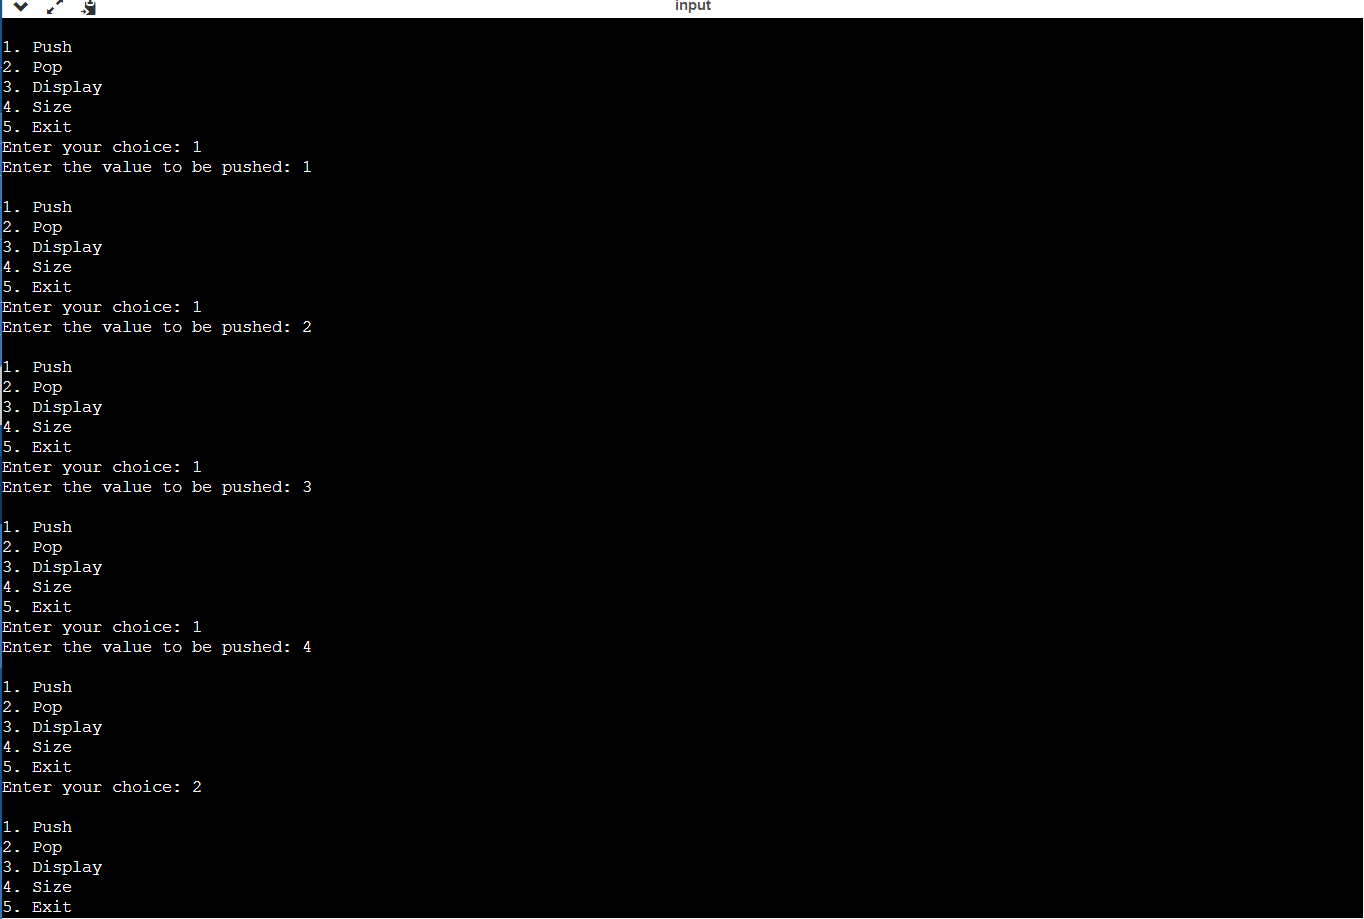 input
1. Push
2. Pop
3. Display
4. Size
5. Exit
Enter your choice: 1
Enter the value to be pushed: 1
1. Push
2. Pop
3. Display
4. Size
5. Exit
Enter your choice: 1
Enter the value to be pushed: 2
1. Push
2. Pop
3. Display
4. Size
5. Exit
Enter your choice: 1
Enter the value to be pushed: 3
1. Push
2. Pop
3. Display
4. Size
5. Exit
Enter your choice: 1
Enter the value to be pushed: 4
1. Push
2. Pop
3. Display
4. Size
5. Exit
Enter your choice: 2
1. Push
2. Pop
3. Display
4. Size
5. Exit